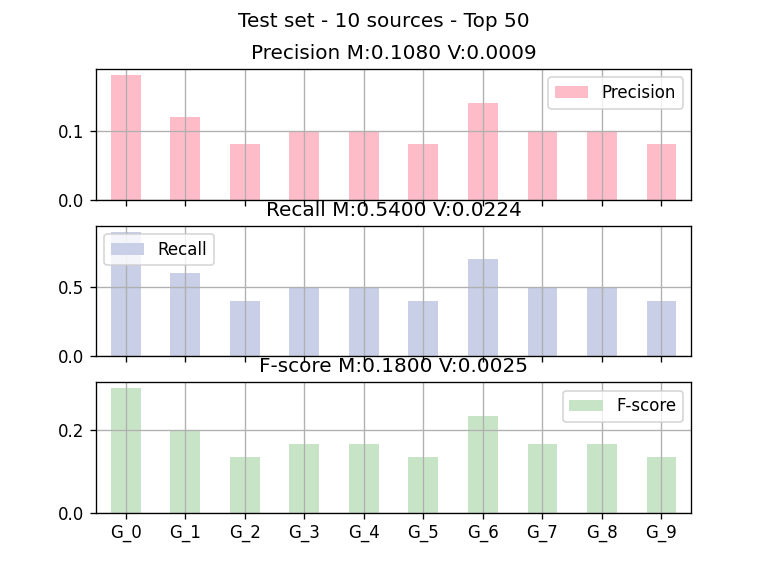 Test set - 10 sources - Top 50
Precision M:0.1080 V:0.0009
Precision
0.1
0.0
Recall M:0.5400 V:0.0224
Recall
0.5
0.0
F-score M:0.1800 V:0.0025
F-score
0.2
0.0
G_0 G_1 G_2 G_3 G_4 G_5 G_6 G_7 G_8 G_9